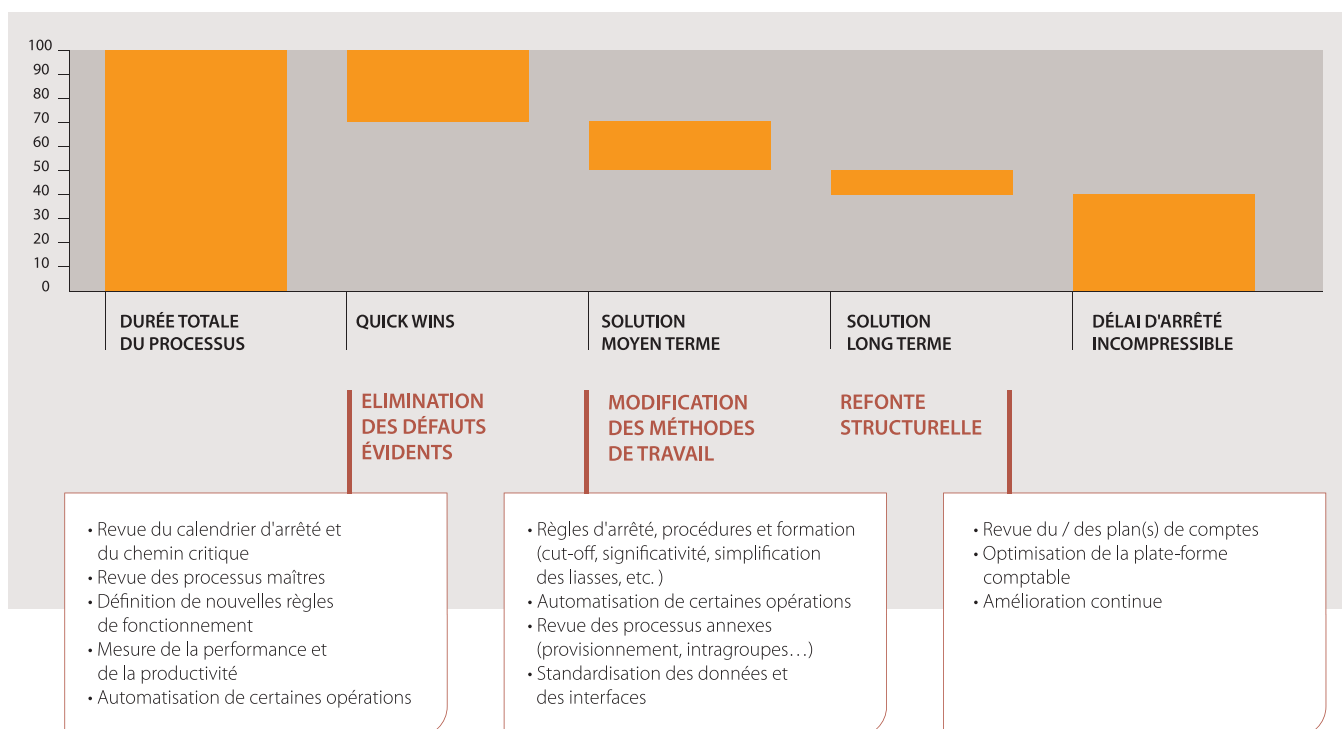 100
90
80
70
60
50
40
30
20
10
0
DURÉE TOTALE
DU PROCESSUS
QUICK WINS
SOLUTION
MOYEN TERME
SOLUTION
LONG TERME
DÉLAI D'ARRÊTÉ
INCOMPRESSIBLE
ELIMINATION
DES DÉFAUTS
ÉVIDENTS
MODIFICATION
DES MÉTHODES
DE TRAVAIL
REFONTE
STRUCTURELLE
• Revue du calendrier d'arrêté et
du chemin critique
• Revue des processus maîtres
• Définition de nouvelles règles
de fonctionnement
• Mesure de la performance et
de la productivité
• Automatisation de certaines opérations
• Règles d'arrêté, procédures et formation
(cut-off, significativité, simplification
des liasses, etc. )
• Automatisation de certaines opérations
• Revue des processus annexes
(provisionnement, intragroupes…)
• Standardisation des données et
des interfaces
• Revue du / des plan(s) de comptes
• Optimisation de la plate-forme
comptable
• Amélioration continue